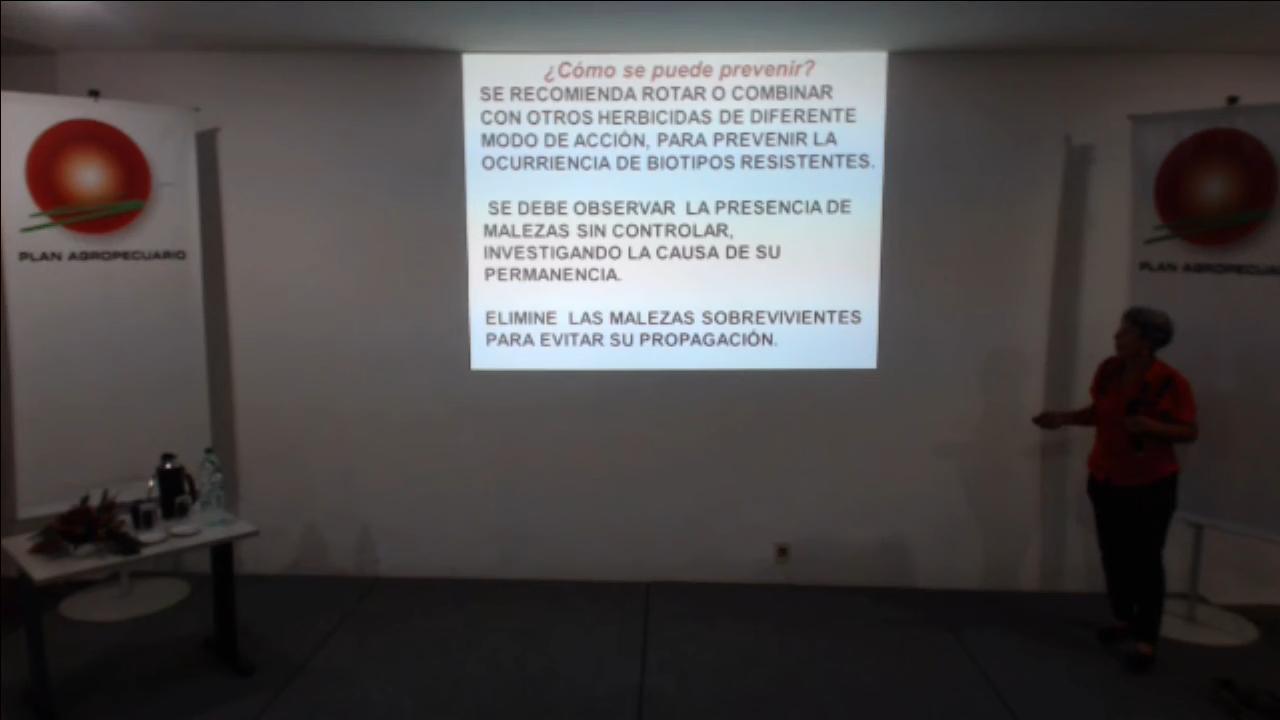 ¿Cómo se puede prevenir?
SE RECOMIENDA ROTAR O COMBINAR
CON OTROS HERBICIDAS DE DIFERENTE
MODO DE ACCIÓN, PARA PREVENIR LA
OCURRIENCIA DE BIOTIPOS RESISTENTES.
SE DEBE OBSERVAR LA PRESENCIA DE
MALEZAS SIN CONTROLAR,
INVESTIGANDO LA CAUSA DE SU
PERMANENCIA.
ELIMINE LAS MALEZAS SOBREVIVIENTES
PARA EVITAR SU PROPAGACIÓN.
PLAN AGROPECUARIO
PLAN AGROPECUAR